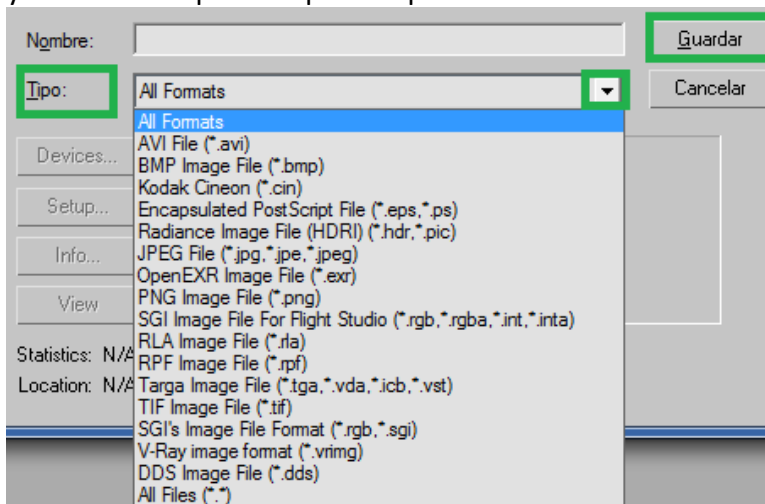 Nombre:
Guardar
Tipo:
All Formats
Cancelar
All Formats
AVI File (*.avi)
Devices...
BMP Image File (*.bmp)
Kodak Cineon (*.cin)
Setup...
Encapsulated PostScript File (*.eps,*.ps)
Radiance Image File (HDRI) (*.hdr,*.pic)
Info...
JPEG File (*.jpg,*.jpe,*.jpeg)
OpenEXR Image File (*.exr)
View
PNG Image File (*.png)
SGI Image File For Flight Studio (*.rgb,*.rgba,*.int,*.inta)
Statistics: N/A
RLA Image File (*.rla)
RPF Image File (*.rpf)
Location: N/A
Targa Image File (*.tga,*.vda,*.icb,*.vst)
TIF Image File (*.tif)
SGI's Image File Format (*.rgb,*.sgi)
V-Ray image format (*.vrimg)
DDS Image File (*.dds)
All Files (*.*)